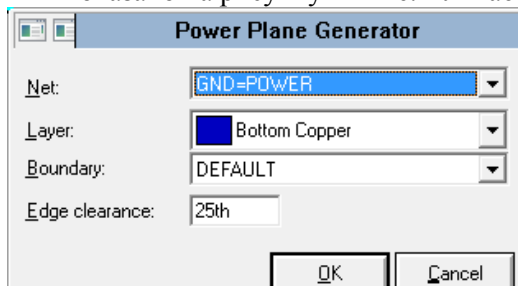 Power Plane Generator
Net: GND=POWER
Layer: Bottom Copper
Boundary: DEFAULT
Edge clearance: 25th
OK Cancel